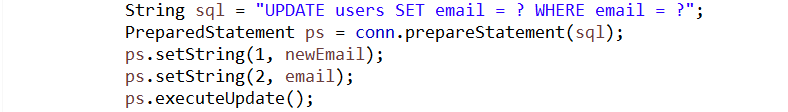 String sql = "UPDATE users SET email = ? WHERE email = ?";
PreparedStatement ps = conn.prepareStatement(sql);
ps.setString(1, newEmail);
ps.setString(2, email);
ps.executeUpdate();